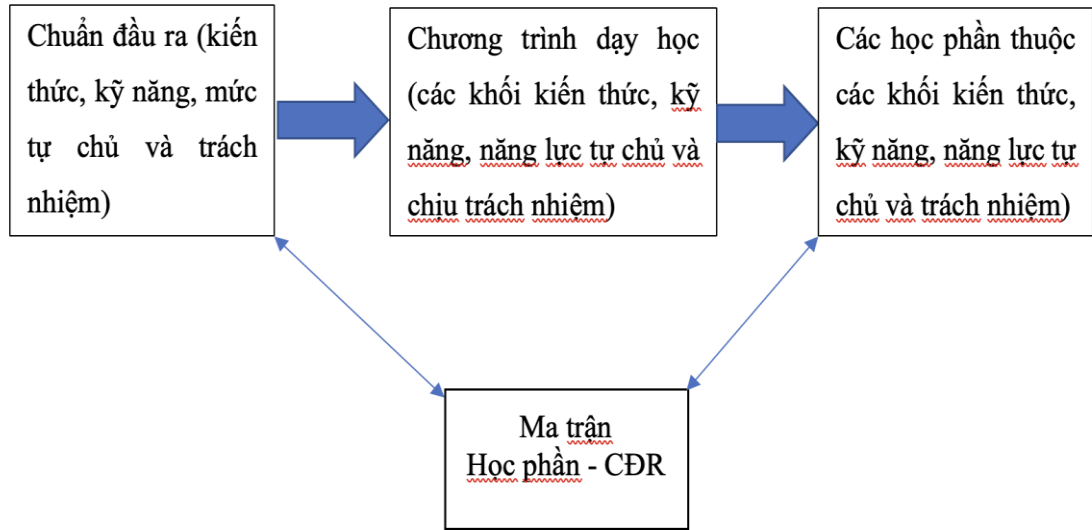 Chuẩn đầu ra (kiến
thức, kỹ năng, mức
tự chủ và trách
nhiệm)
Chương trình dạy học
(các khối kiến thức, kỹ
năng, năng lực tự chủ và
chịu trách nhiệm)
Các học phần thuộc
các khối kiến thức,
kỹ năng, năng lực tự
chủ và trách nhiệm)
Ma trận
Học phần - CĐR